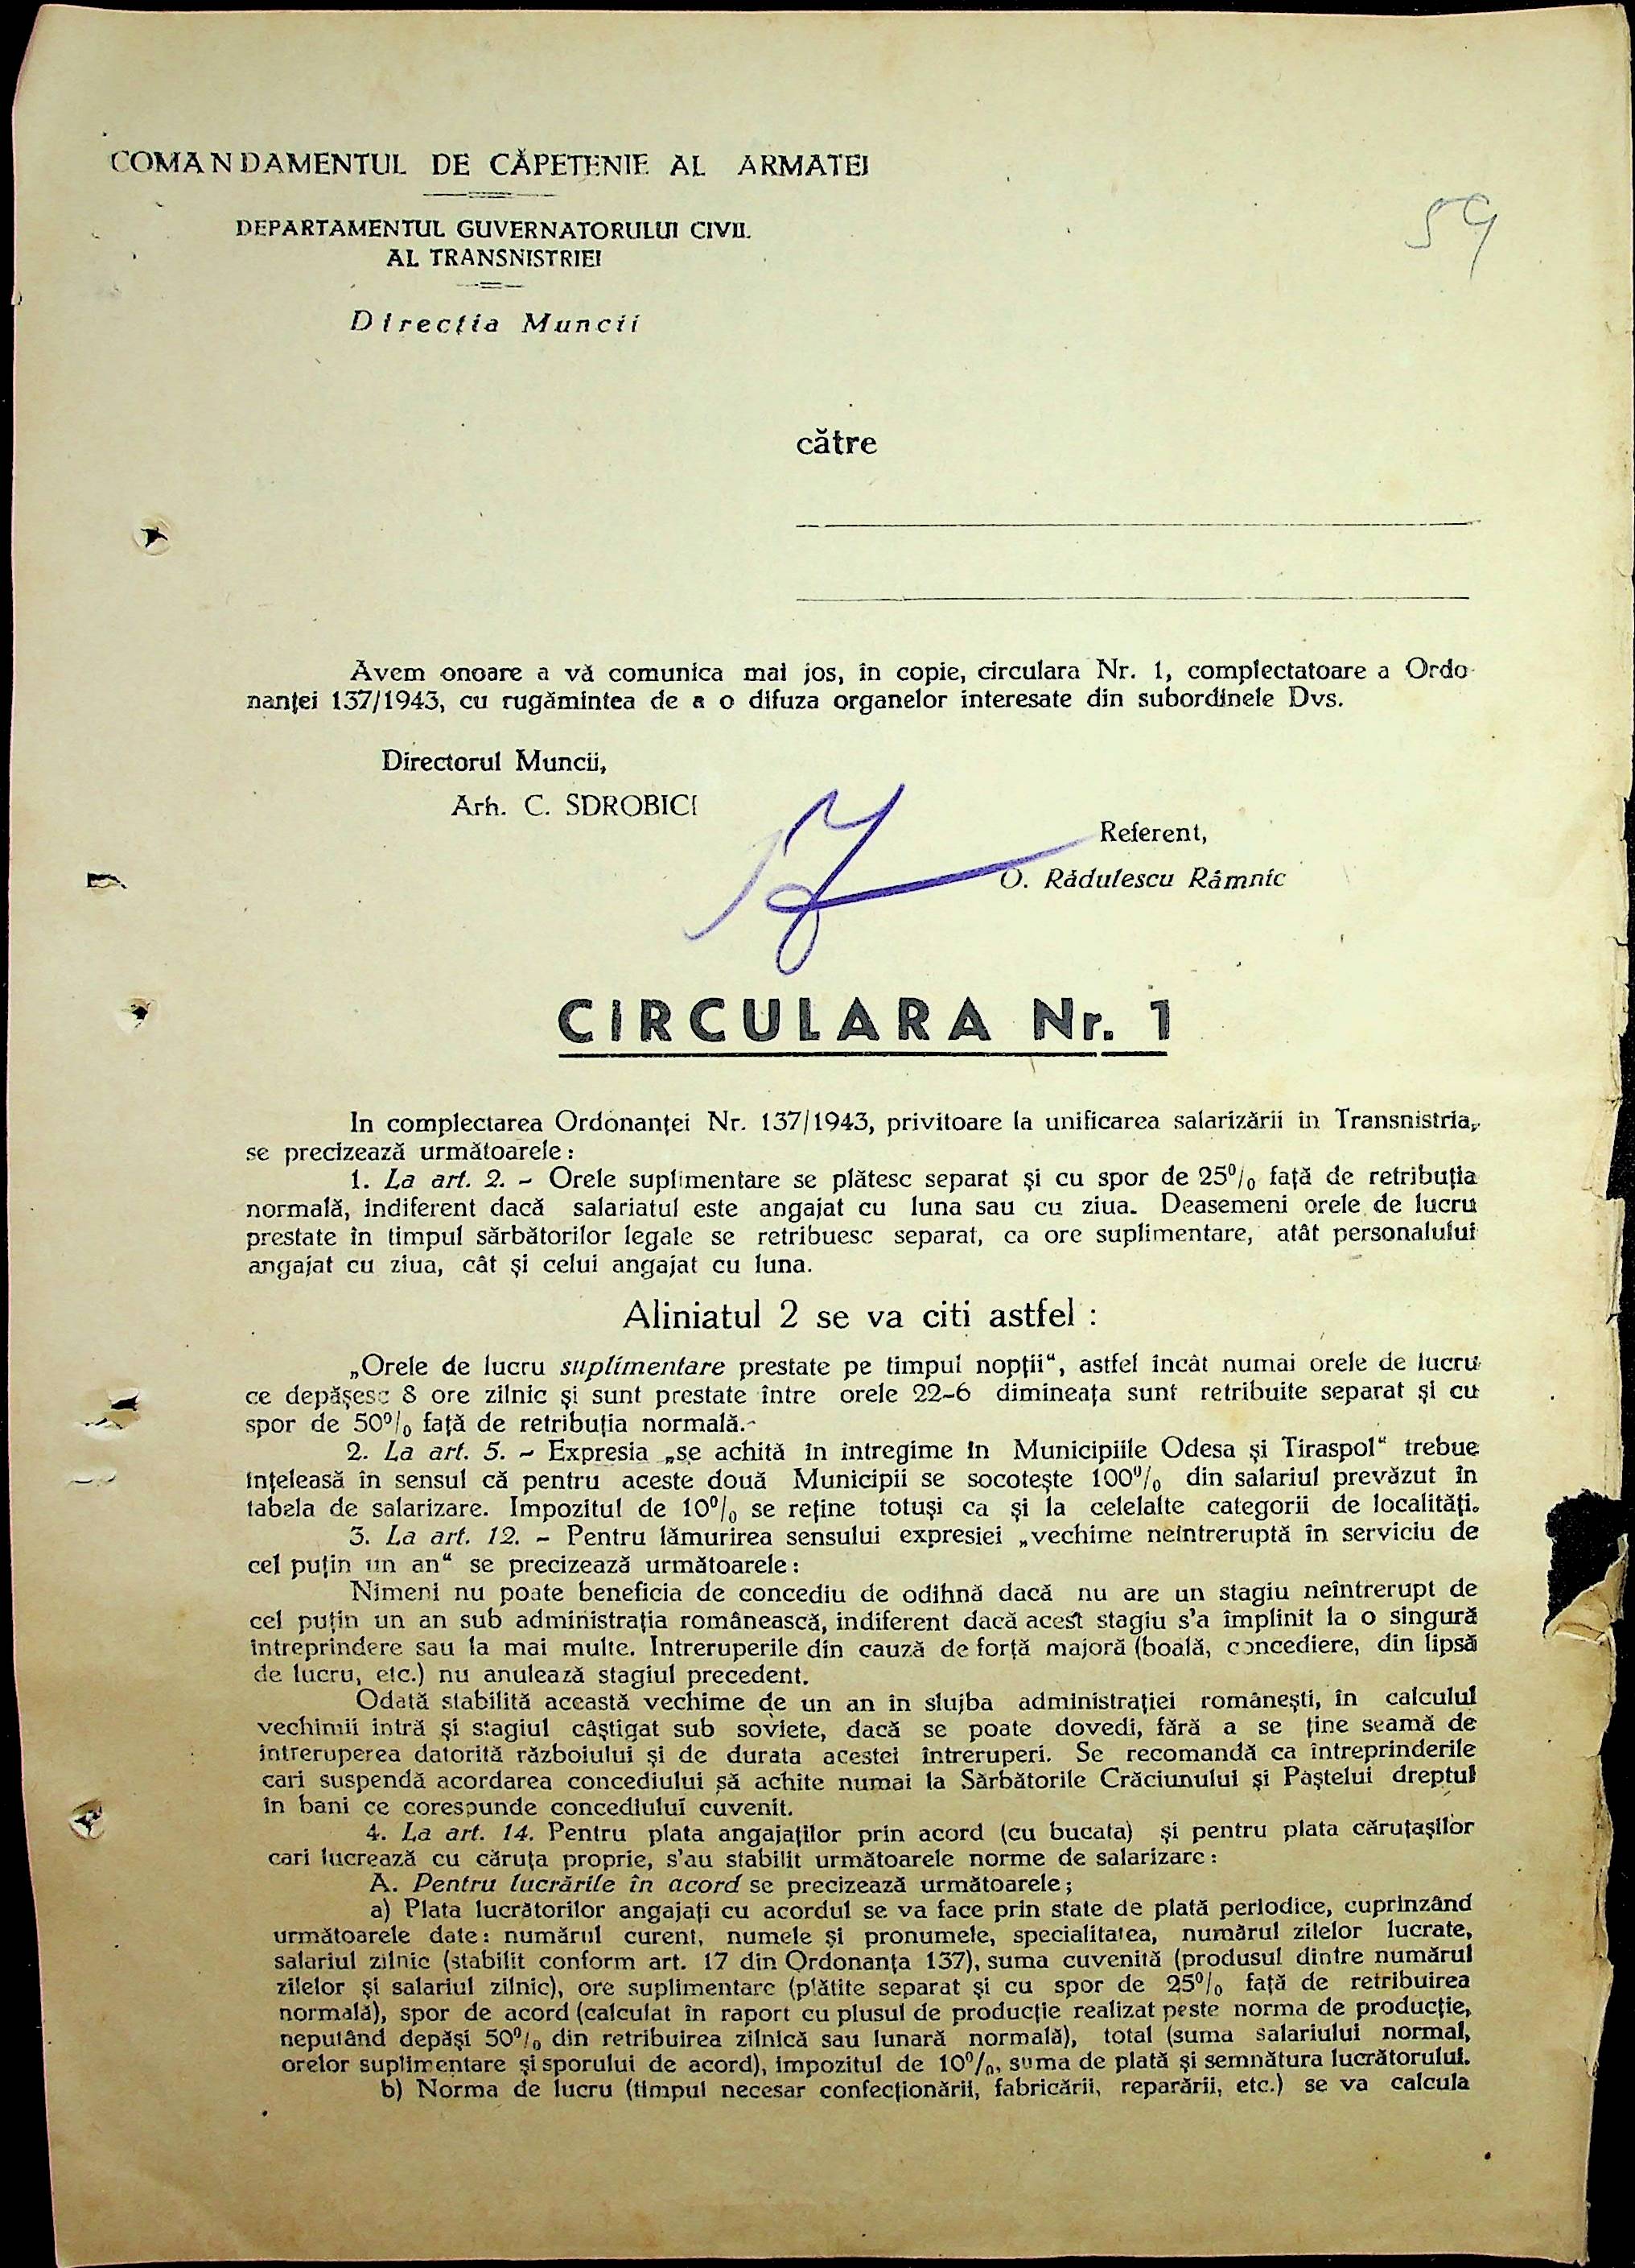 COMANDAMENTUL DE CĂPETENIE AL ARMATEI
59
DEPARTAMENTUL GUVERNATORULUI CIVIL
AL TRANSNISTRIEI
Direcția Muncii
către
Avem onoare a vă comunica mai jos, în copie, circulara Nr. 1, complectatoare a Ordo-
nanței 137/1943, cu rugămintea de a o difuza organelor interesate din subordinele Dvs.
Directorul Muncii,
Arh. C. SDROBICI
Referent,
O. Rădulescu Râmnic
CIRCULARA Nr. 1
In complectarea Ordonanței Nr. 137/1943, privitoare la unificarea salarizării în Transnistria,
se precizează următoarele:
1. La art. 2. - Orele suplimentare se plătesc separat și cu spor de 25% față de retribuția
normală, indiferent dacă salariatul este angajat cu luna sau cu ziua. Deasemeni orele de lucru
prestate în timpul sărbătorilor legale se retribuesc separat, ca ore suplimentare, atât personalului
angajat cu ziua, cât și celui angajat cu luna.
Aliniatul 2 se va citi astfel :
„Orele de lucru suplimentare prestate pe timpul nopții“, astfel încât numai orele de lucru
ce depășesc 8 ore zilnic și sunt prestate între orele 22-6 dimineața sunt retribuite separat și cu
spor de 50% față de retribuția normală.-
2. La art. 5. - Expresia „se achită în întregime în Municipiile Odesa și Tiraspol“ trebue
înțeleasă în sensul că pentru aceste două Municipii se socotește 100% din salariul prevăzut în
tabela de salarizare. Impozitul de 10% se reține totuși ca și la celelalte categorii de localități.
3. La art. 12. - Pentru lămurirea sensului expresiei „vechime neîntreruptă în serviciu de
cel puțin un an“ se precizează următoarele:
Nimeni nu poate beneficia de concediu de odihnă dacă nu are un stagiu neîntrerupt de
cel puțin un an sub administrația românească, indiferent dacă acest stagiu s'a împlinit la o singură
întreprindere sau la mai multe. Intreruperile din cauză de forță majoră (boală, concediere, din lipsă
de lucru, etc.) nu anulează stagiul precedent.
Odată stabilită această vechime de un an în slujba administrației românești, în calculul
vechimii intră și stagiul câștigat sub soviete, dacă se poate dovedi, fără a se ține seamă de
întreruperea datorită războiului și de durata acestei întreruperi. Se recomandă ca întreprinderile
cari suspendă acordarea concediului să achite numai la Sărbătorile Crăciunului și Paștelui dreptul
în bani ce corespunde concediului cuvenit.
4. La art. 14. Pentru plata angajaților prin acord (cu bucata) și pentru plata căruțașilor
cari lucrează cu căruța proprie, s'au stabilit următoarele norme de salarizare:
A. Pentru lucrările în acord se precizează următoarele;
a) Plata lucrătorilor angajați cu acordul se va face prin state de plată periodice, cuprinzând
următoarele date: numărul curent, numele și pronumele, specialitatea, numărul zilelor lucrate,
salariul zilnic (stabilit conform art. 17 din Ordonanța 137), suma cuvenită (produsul dintre numărul
zilelor și salariul zilnic), ore suplimentare (plătite separat și cu spor de 25% față de retribuirea
normală), spor de acord (calculat în raport cu plusul de producție realizat peste norma de producție,
neputând depăși 50% din retribuirea zilnică sau lunară normală), total (suma salariului normal,
orelor suplimentare și sporului de acord), impozitul de 10%, suma de plată și semnătura lucrătorului.
b) Norma de lucru (timpul necesar confecționării, fabricării, reparării, etc.) se va calcula